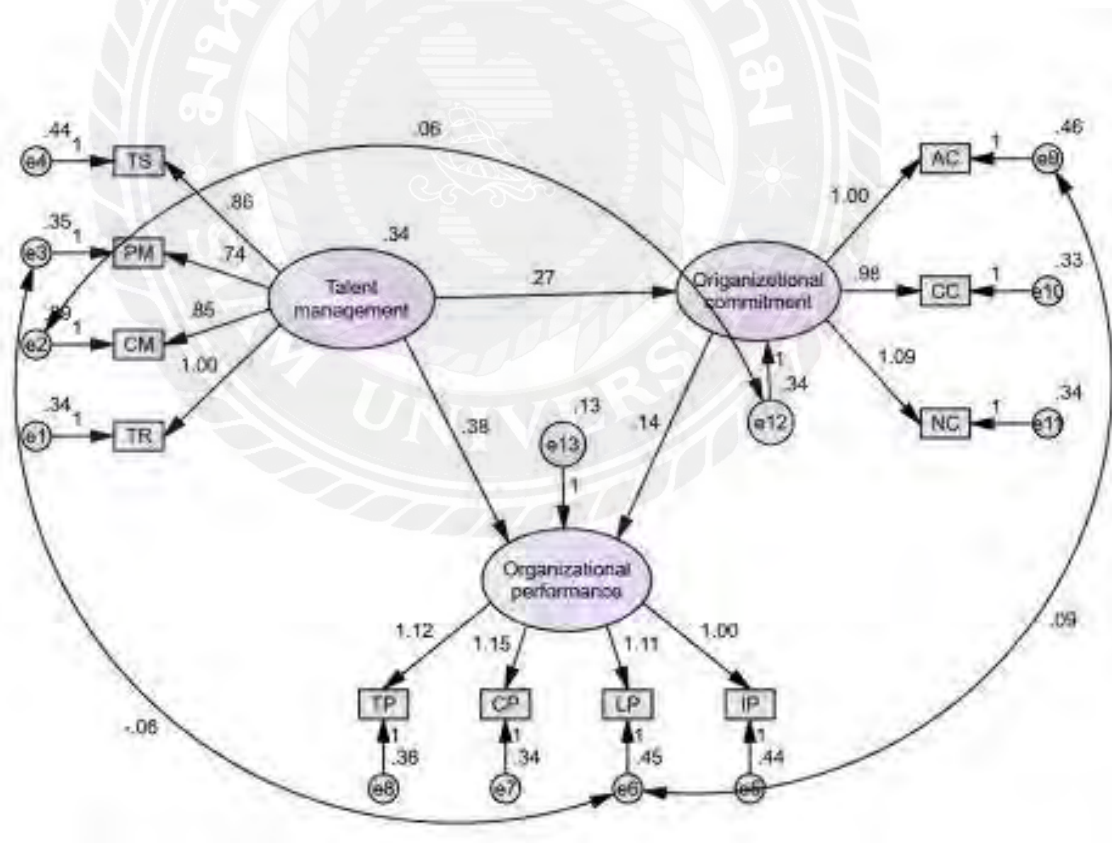 .06
.44
1
e4
TS
.46
1
e9
AC
.86
1.00
.35
1
e3
PM
.74
.34
Talent
management
.27
Origanizational
commitment
.98
CC
1
.33
e10
1
e2
CM
.85
1.00
.34
1
e1
TR
1
.34
e12
1.09
NC
1
.34
e11
.38
.13
e13
1
.14
Organizational
performance
1.12
1.15
1.11
1.00
.09
TP
CP
LP
IP
1
1
1
1
-.06
.36
.34
.45
.44
e8
e7
e6
e5
M UNIVERS